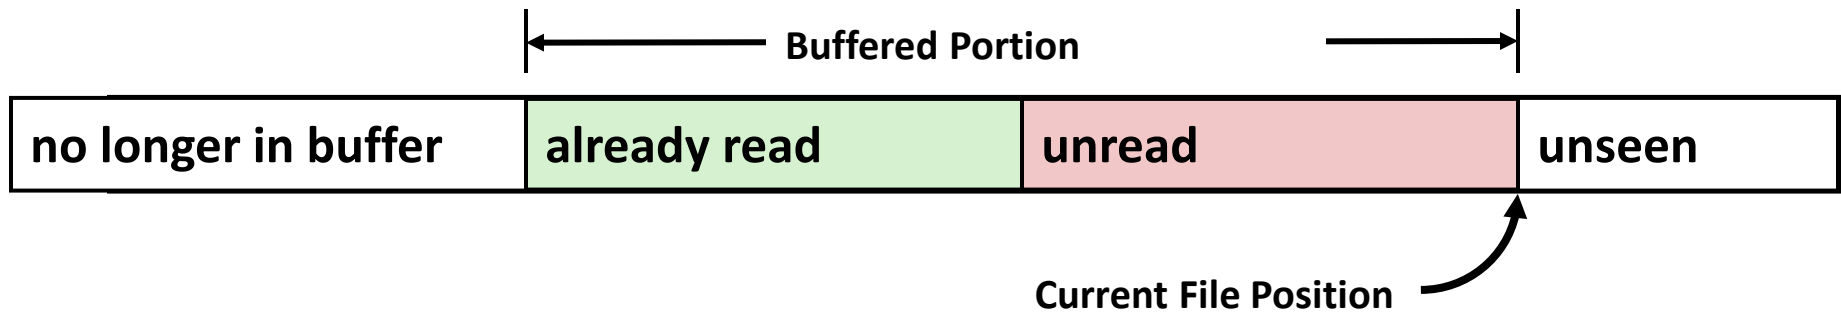 Buffered Portion
no longer in buffer already read unread unseen
Current File Position